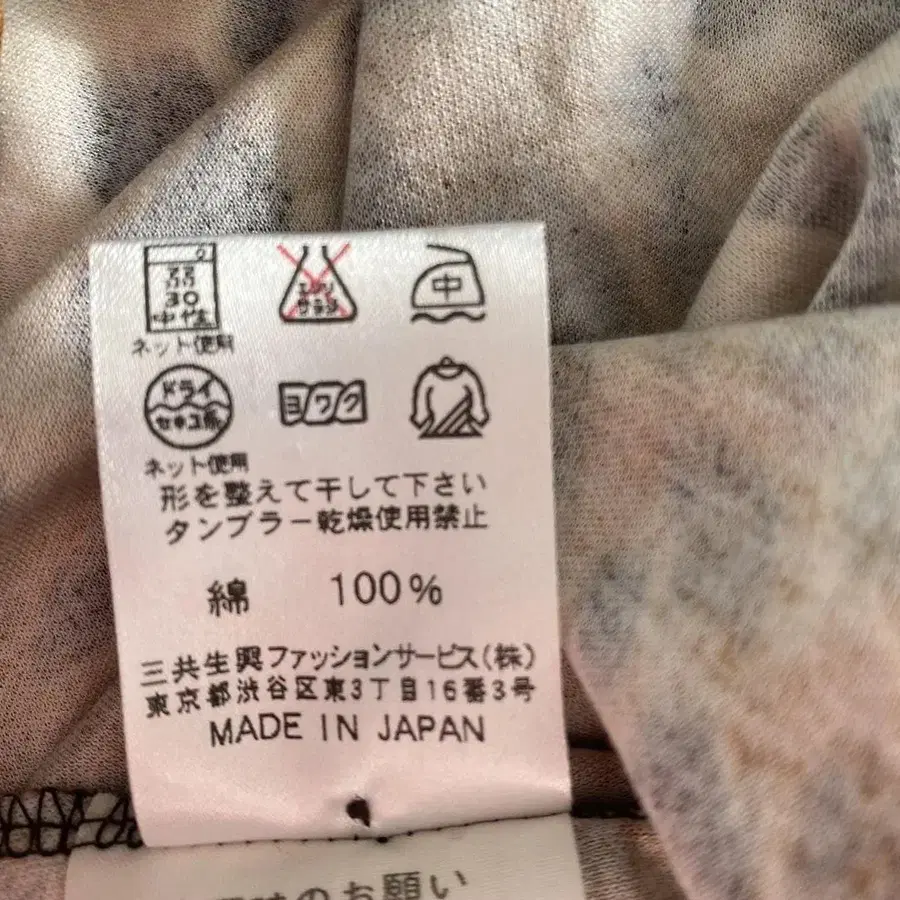 30
中性
エンソ
サラシ
中
ネット使用
ドライ
セキユ系
ヨワク
ネット使用
形を整えて干して下さい
タンブラー乾燥使用禁止
綿 100%
三共生興ファッションサービス(株)
東京都渋谷区東3丁目16番3号
MADE IN JAPAN
のお願い